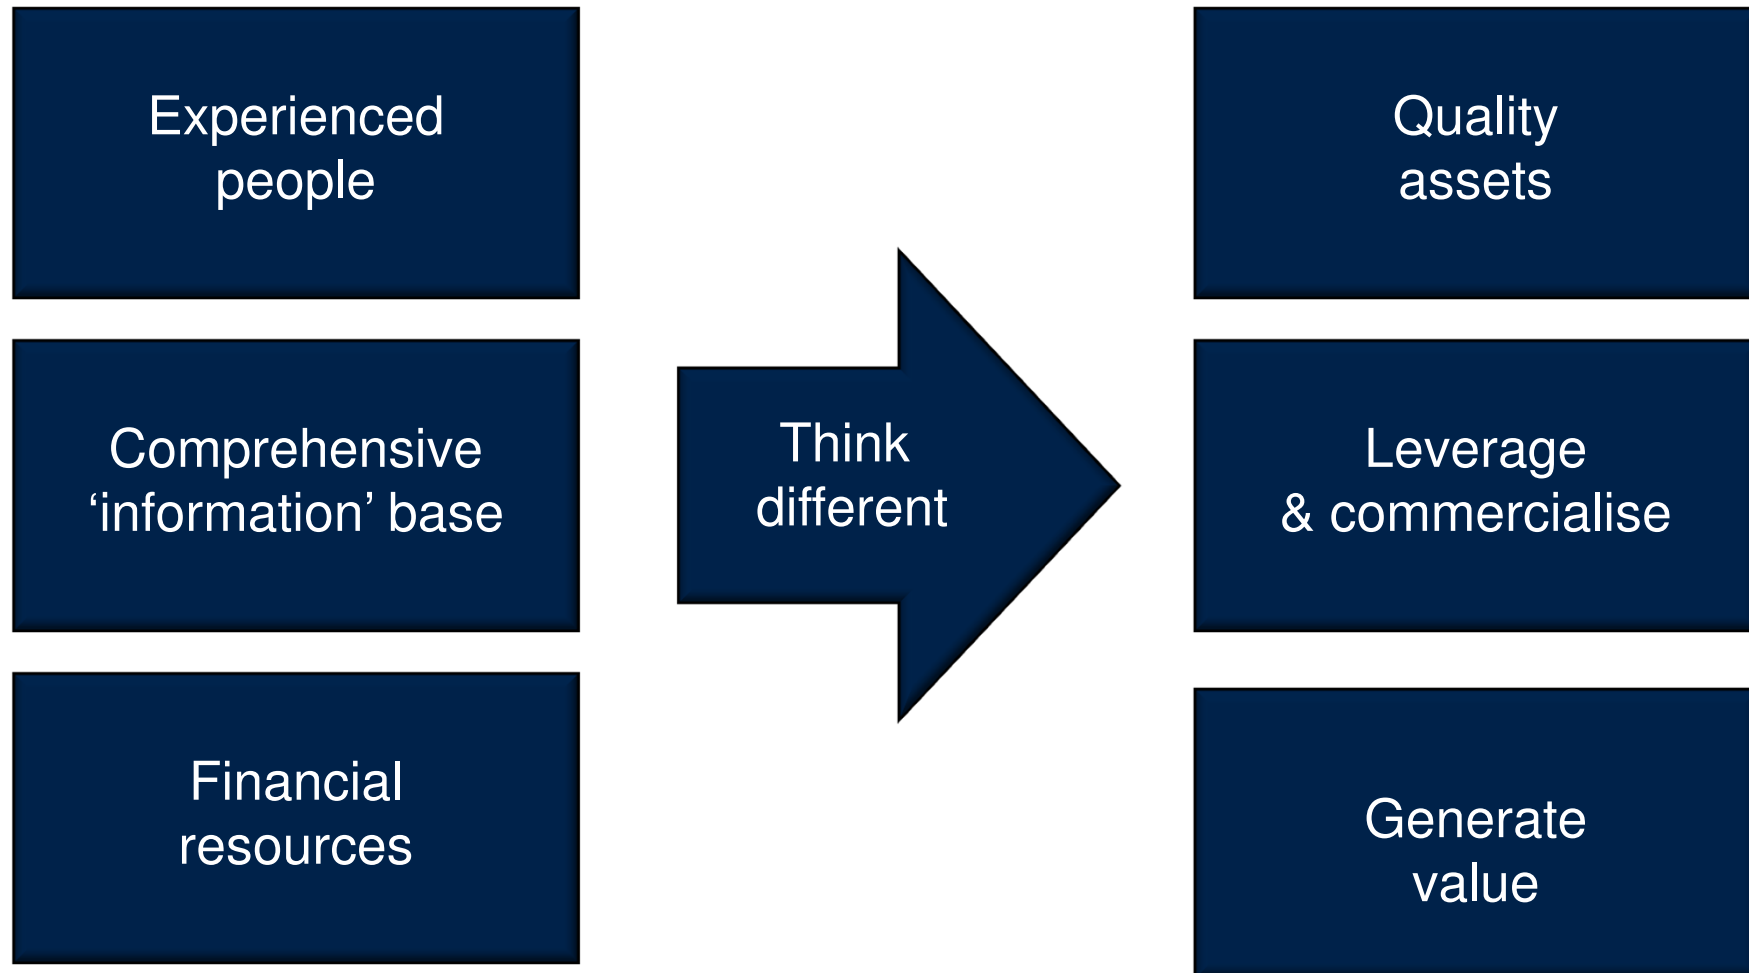 Experienced
people
Comprehensive
‘information’ base
Financial
resources
Think
different
Quality
assets
Leverage
& commercialise
Generate
value